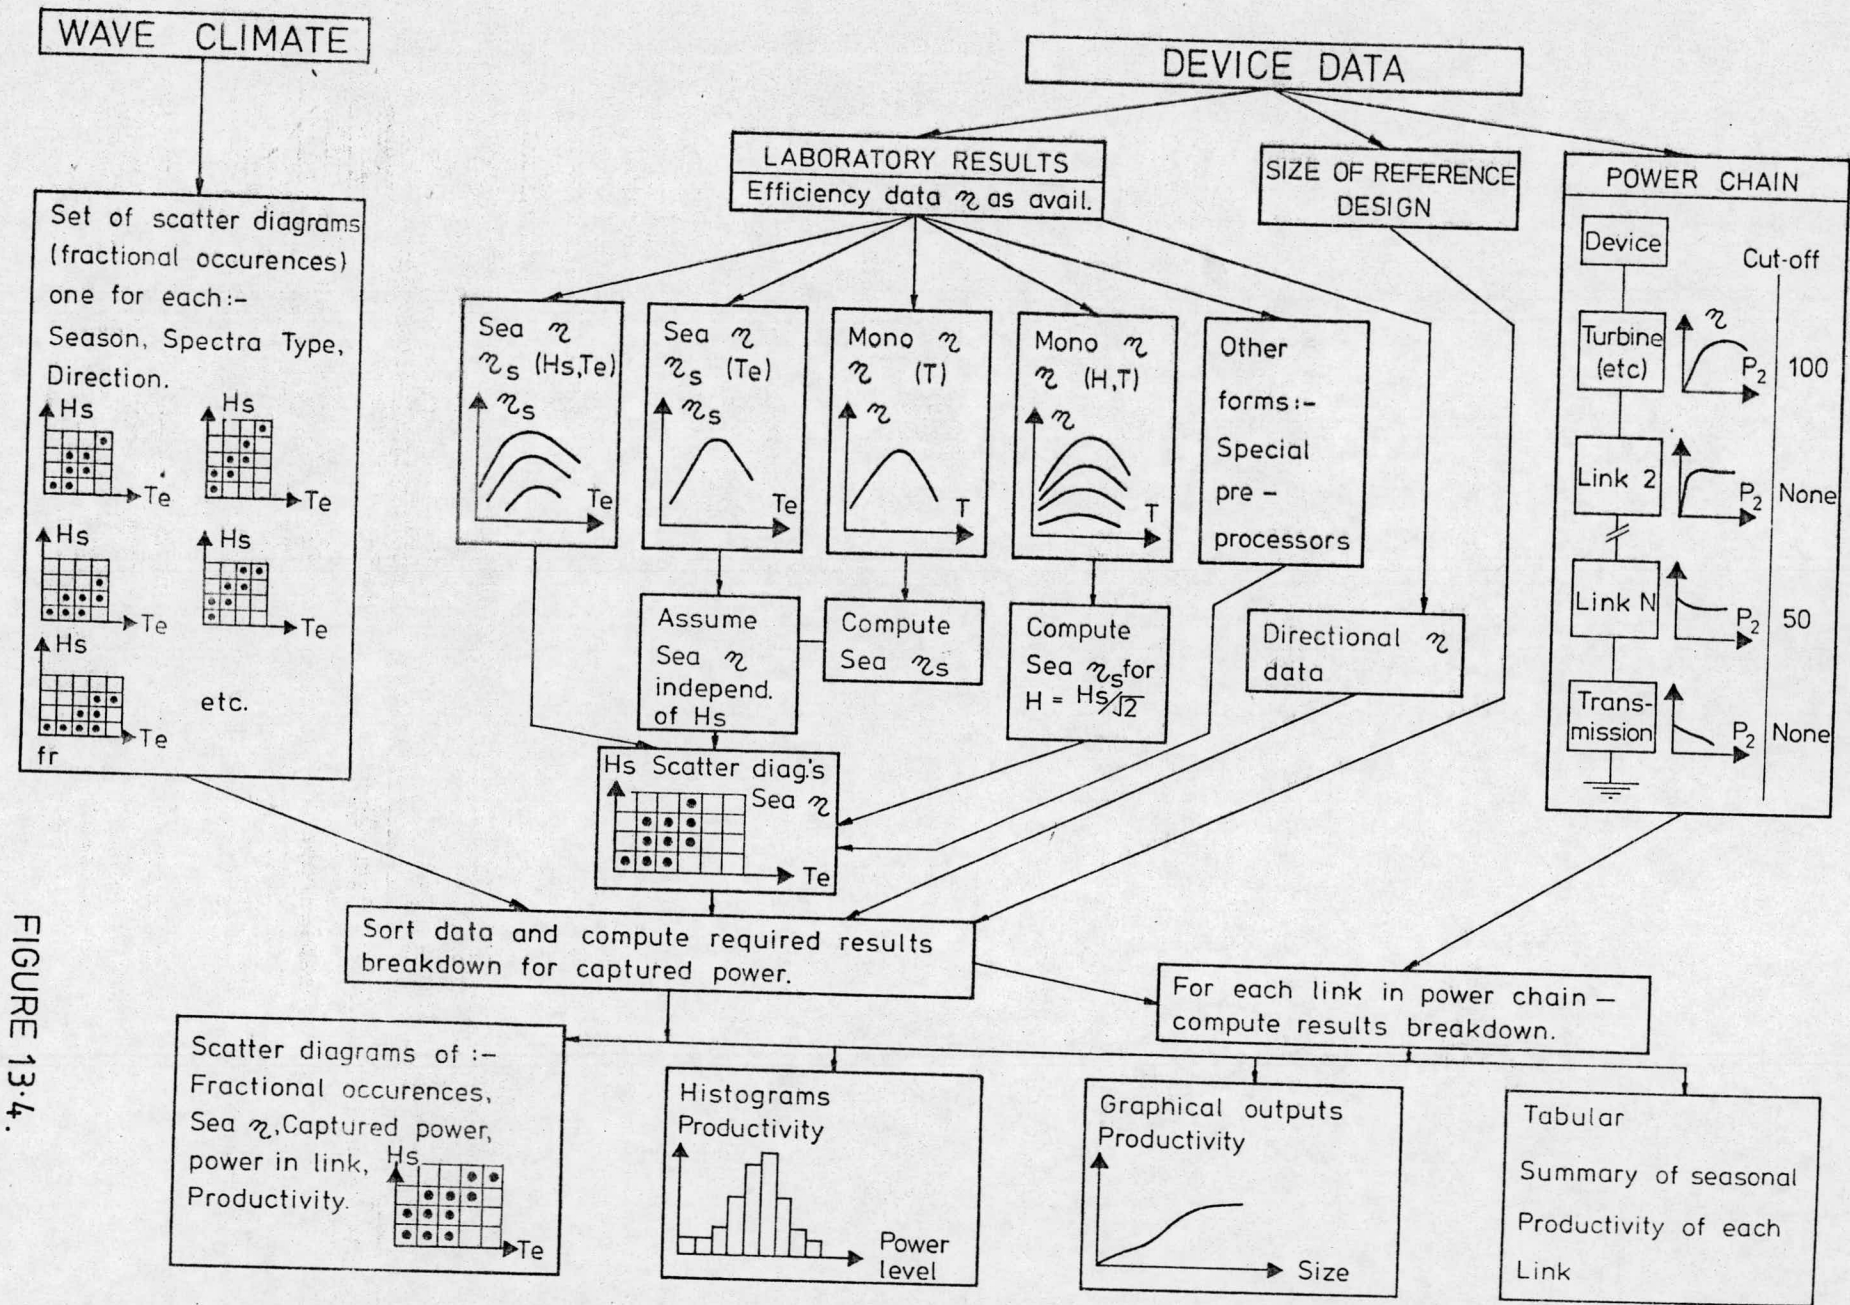 WAVE CLIMATE
DEVICE DATA
Set of scatter diagrams
(fractional occurences)
one for each:-
Season, Spectra Type,
Direction.
Hs
Te
Hs
Te
Hs
Te
Hs
Te
Hs
Te
etc.
fr
LABORATORY RESULTS
Efficiency data η as avail.
SIZE OF REFERENCE
DESIGN
POWER CHAIN
Cut-off
Device
Turbine
(etc)
η
P2
100
Link 2
P2
None
Link N
P2
50
Trans-
mission
P2
None
Sea η
ηs (Hs,Te)
ηs
Te
Sea η
ηs (Te)
ηs
Te
Mono η
η (T)
η
T
Mono η
η (H,T)
η
T
Other
forms:-
Special
pre-
processors
Assume
Sea η
independ.
of Hs
Compute
Sea ηs
Compute
Sea ηs for
H = Hs/√2
Directional η
data
Hs Scatter diag's
Sea η
Te
Sort data and compute required results
breakdown for captured power.
For each link in power chain —
compute results breakdown.
Scatter diagrams of :-
Fractional occurences,
Sea η, Captured power,
power in link,
Productivity.
Hs
Te
Histograms
Productivity
Power
level
Graphical outputs
Productivity
Size
Tabular
Summary of seasonal
Productivity of each
Link
FIGURE 13·4.